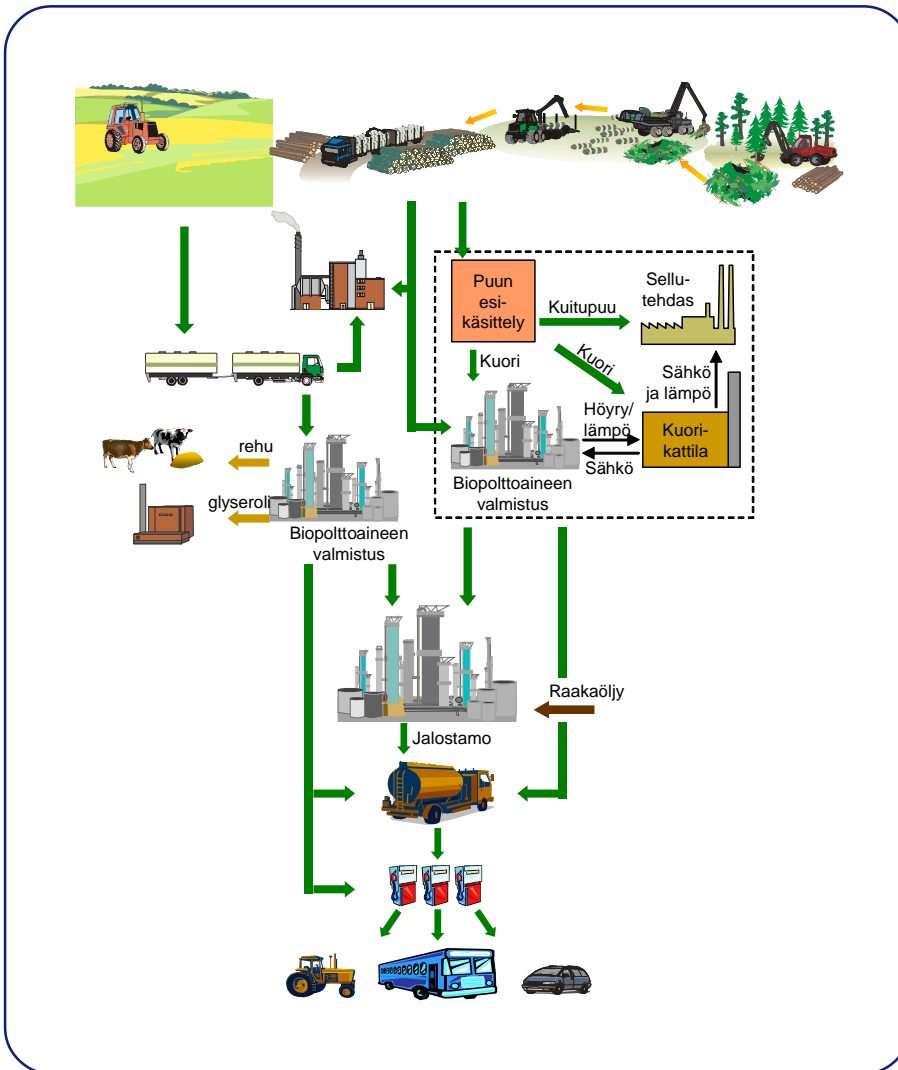 Puun
esi-
käsittely
Sellu-
tehdas
Kuitupuu
Kuori
Kuori
Sähkö
ja lämpö
Höyry/
lämpö
Kuori-
kattila
Sähkö
Biopolttoaineen
valmistus
rehu
glyseroli
Biopolttoaineen
valmistus
Raakaöljy
Jalostamo